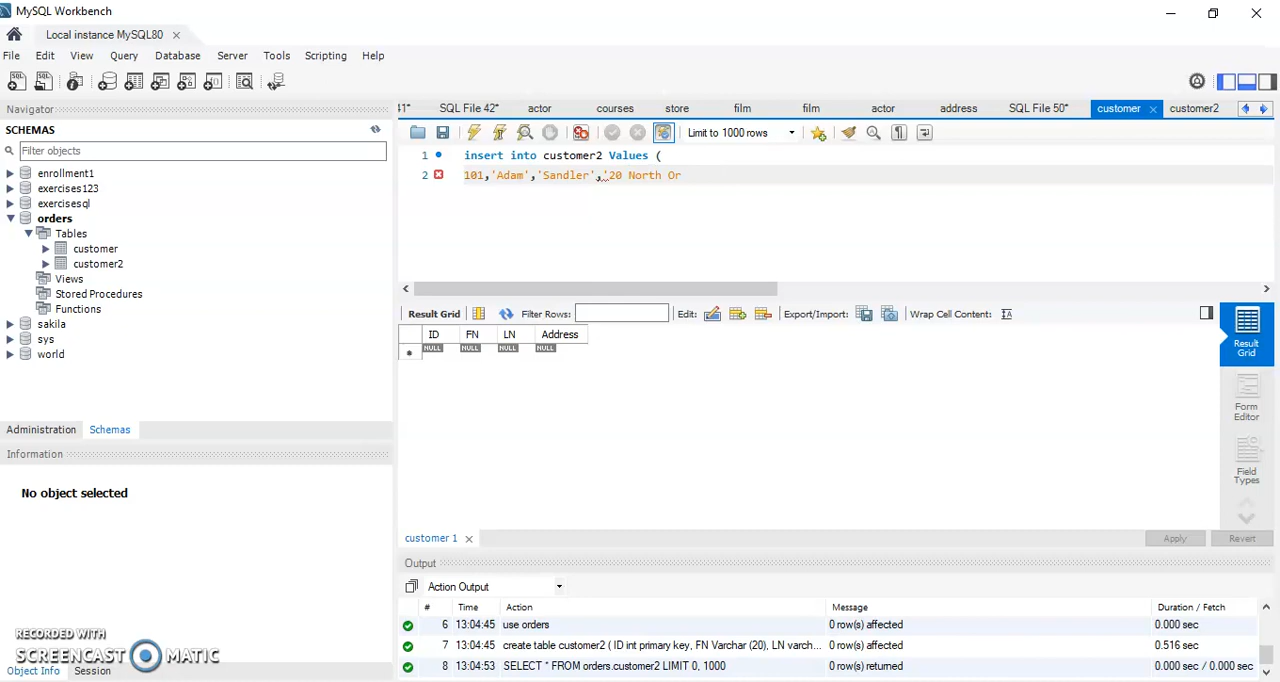 MySQL Workbench
Local instance MySQL80
File Edit View Query Database Server Tools Scripting Help
Navigator
SCHEMAS
Filter objects
enrollment1
exercises123
exercisesql
orders
Tables
customer
customer2
Views
Stored Procedures
Functions
sakila
sys
world
Administration Schemas
Information
No object selected
Object Info Session
41* SQL File 42* actor courses store film film actor address SQL File 50* customer customer2
Limit to 1000 rows
1 insert into customer2 Values (
2 101,'Adam','Sandler','20 North Or
Result Grid Filter Rows: Edit: Export/Import: Wrap Cell Content:
ID FN LN Address
NULL NULL NULL NULL
Result Grid
Form Editor
Field Types
customer 1
Apply Revert
Output
Action Output
# Time Action Message Duration / Fetch
6 13:04:45 use orders 0 row(s) affected 0.000 sec
7 13:04:45 create table customer2 ( ID int primary key, FN Varchar (20), LN varch... 0 row(s) affected 0.516 sec
8 13:04:53 SELECT * FROM orders.customer2 LIMIT 0, 1000 0 row(s) returned 0.000 sec / 0.000 sec
RECORDED WITH
SCREENCAST MATIC